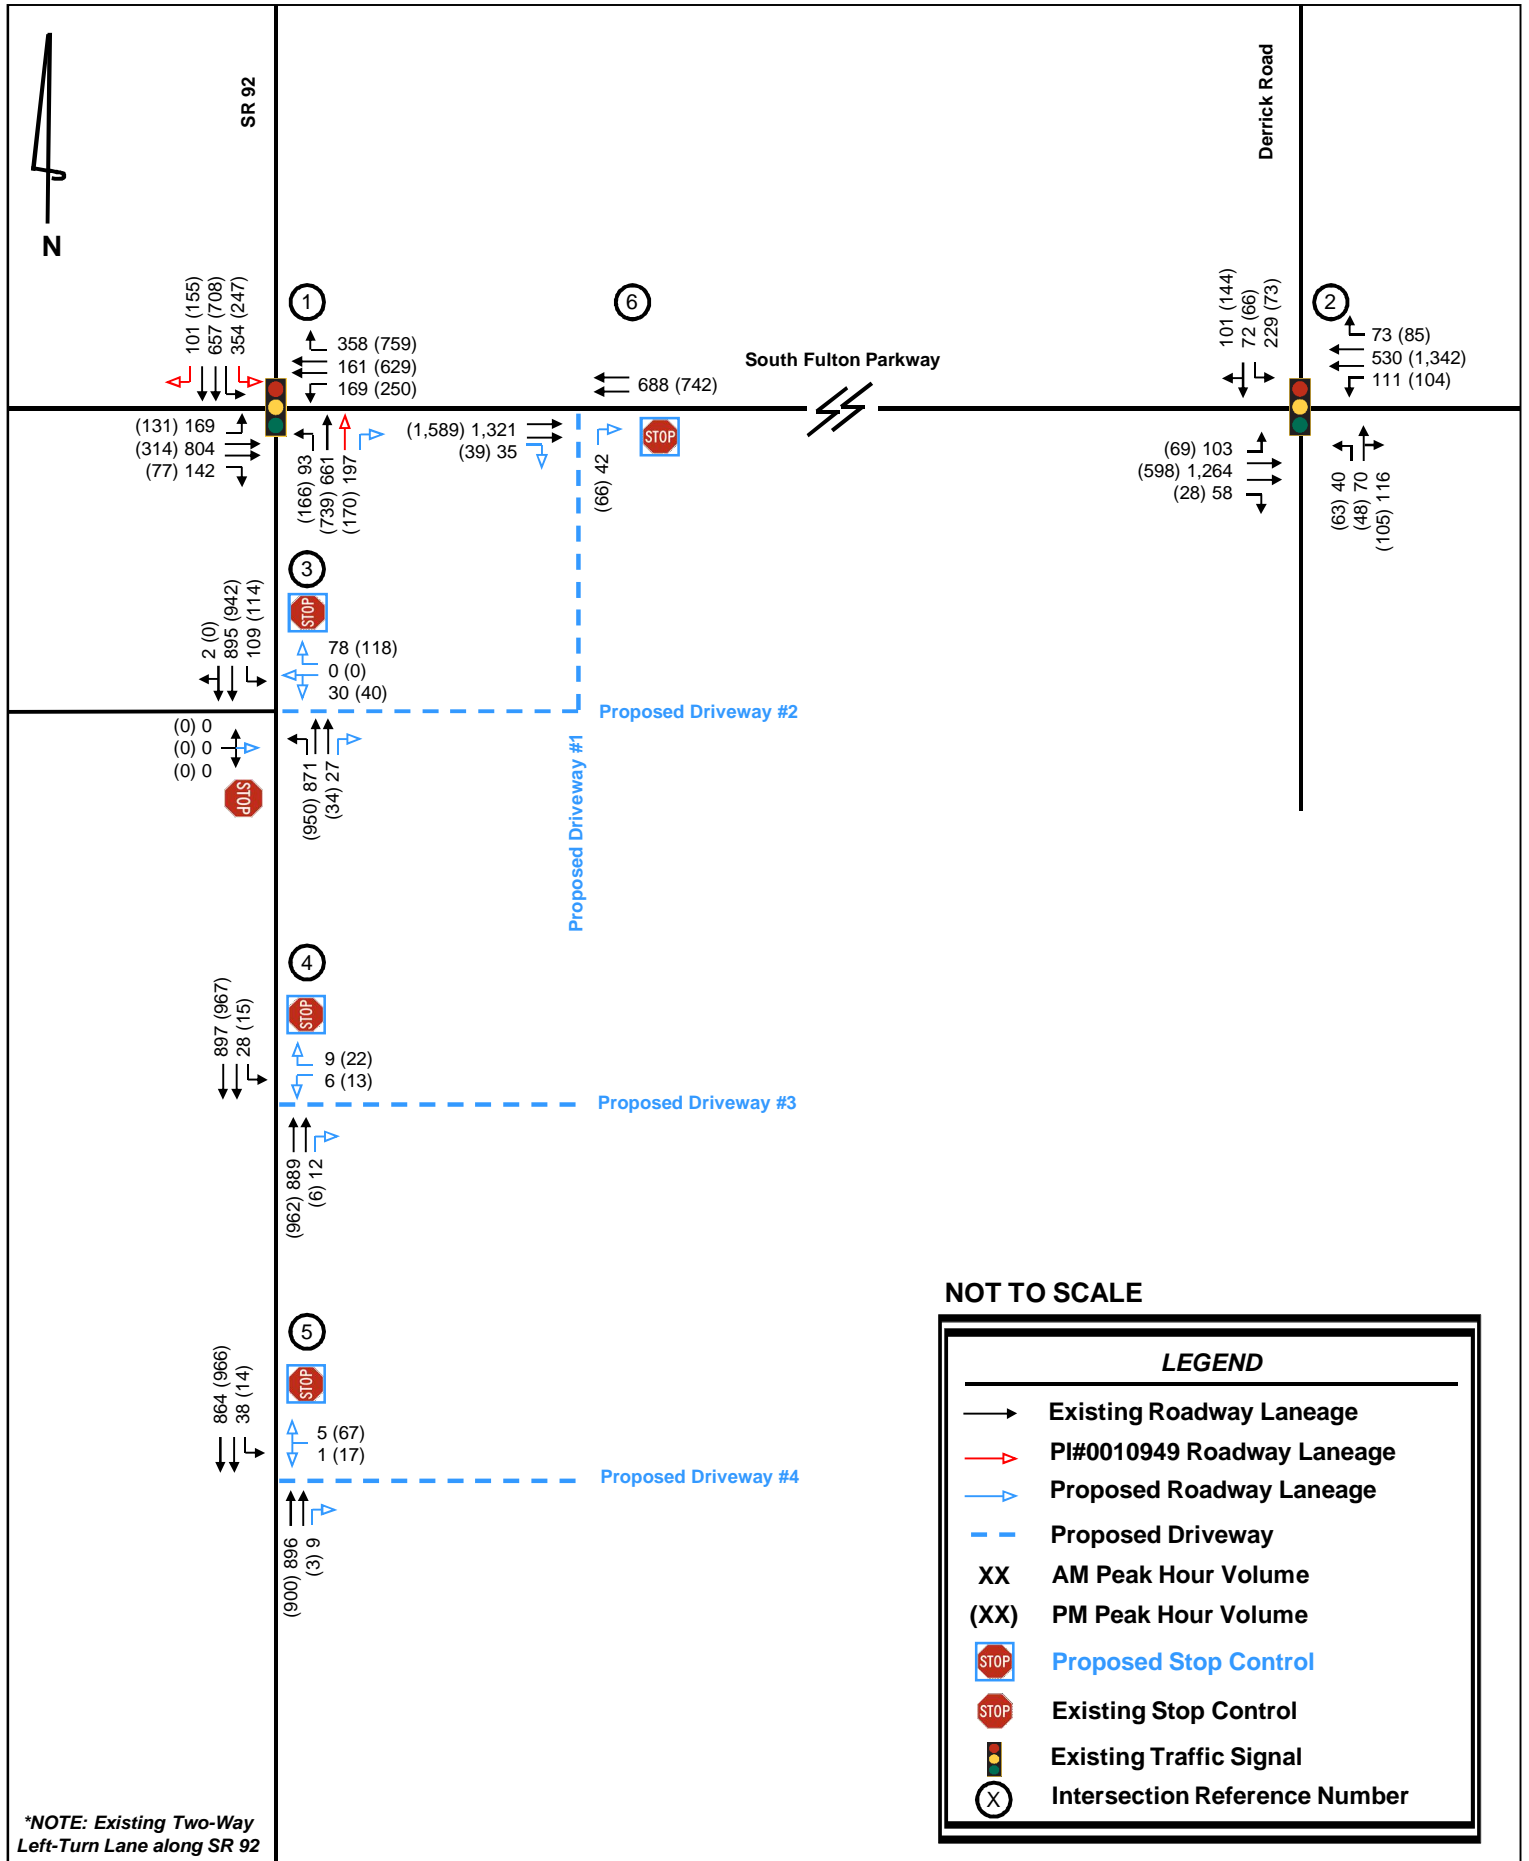 SR 92
Derrick Road
N
101 (155)
657 (708)
354 (247)
1
358 (759)
161 (629)
169 (250)
6
South Fulton Parkway
688 (742)
101 (144)
72 (66)
229 (73)
2
73 (85)
530 (1,342)
111 (104)
(131) 169
(314) 804
(77) 142
(166) 93
(739) 661
(170) 197
(1,589) 1,321
(39) 35
(66) 42
STOP
(69) 103
(598) 1,264
(28) 58
(63) 40
(48) 70
(105) 116
3
STOP
2 (0)
895 (942)
109 (114)
78 (118)
0 (0)
30 (40)
Proposed Driveway #2
Proposed Driveway #1
(0) 0
(0) 0
(0) 0
STOP
(950) 871
(34) 27
4
STOP
897 (967)
28 (15)
9 (22)
6 (13)
Proposed Driveway #3
(962) 889
(6) 12
5
STOP
864 (966)
38 (14)
5 (67)
1 (17)
Proposed Driveway #4
(900) 896
(3) 9
NOT TO SCALE
LEGEND
Existing Roadway Laneage
PI#0010949 Roadway Laneage
Proposed Roadway Laneage
Proposed Driveway
XX AM Peak Hour Volume
(XX) PM Peak Hour Volume
STOP Proposed Stop Control
STOP Existing Stop Control
Existing Traffic Signal
X Intersection Reference Number
*NOTE: Existing Two-Way
Left-Turn Lane along SR 92